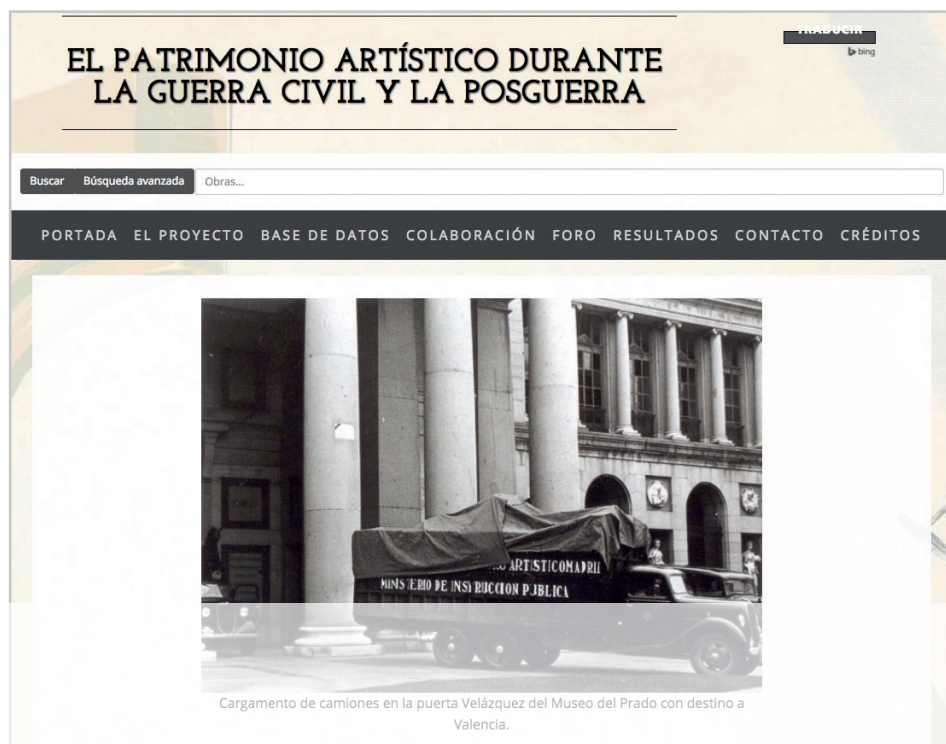 TRADUCIR
bing
EL PATRIMONIO ARTÍSTICO DURANTE
LA GUERRA CIVIL Y LA POSGUERRA
Buscar Búsqueda avanzada Obras...
PORTADA EL PROYECTO BASE DE DATOS COLABORACIÓN FORO RESULTADOS CONTACTO CRÉDITOS
ARTISTICO MADRI
MINISTERIO DE INSTRUCCION PUBLICA
Cargamento de camiones en la puerta Velázquez del Museo del Prado con destino a
Valencia.